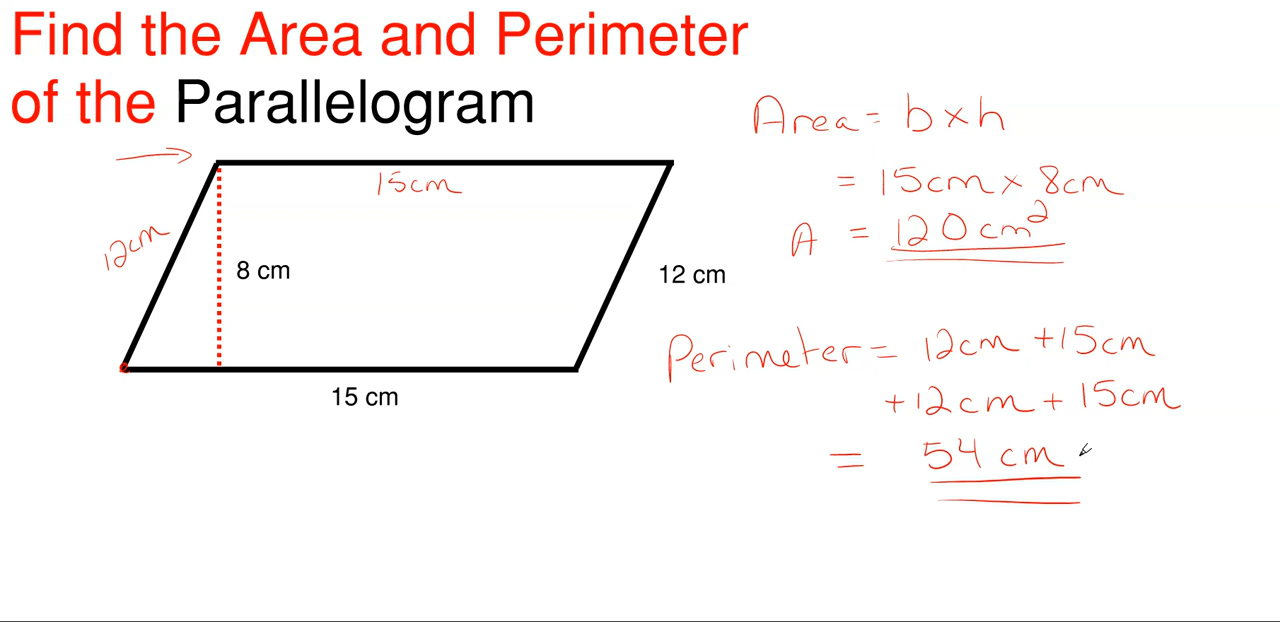 Find the Area and Perimeter
of the Parallelogram
Area = b x h
= 15cm x 8cm
A = 120 cm²
15cm
12cm
8 cm
12 cm
15 cm
Perimeter = 12cm + 15cm
+ 12cm + 15cm
= 54 cm